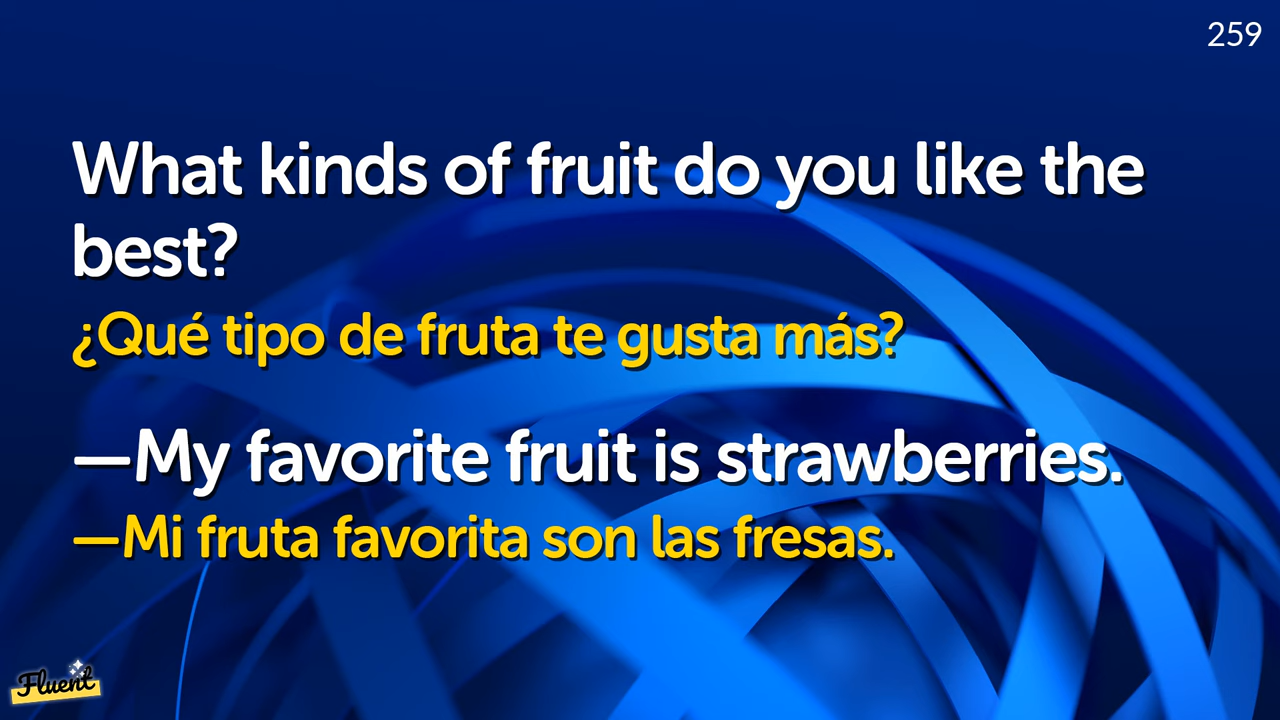 259
What kinds of fruit do you like the
best?
¿Qué tipo de fruta te gusta más?
—My favorite fruit is strawberries.
—Mi fruta favorita son las fresas.
Fluent